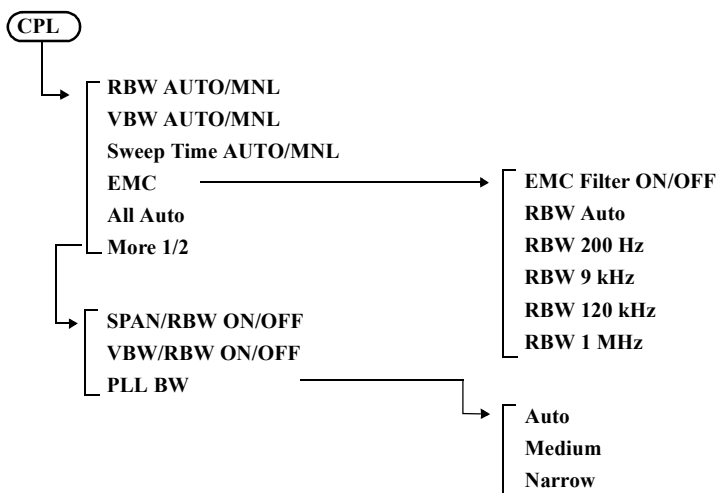 CPL
RBW AUTO/MNL
VBW AUTO/MNL
Sweep Time AUTO/MNL
EMC
All Auto
More 1/2
EMC Filter ON/OFF
RBW Auto
RBW 200 Hz
RBW 9 kHz
RBW 120 kHz
RBW 1 MHz
SPAN/RBW ON/OFF
VBW/RBW ON/OFF
PLL BW
Auto
Medium
Narrow